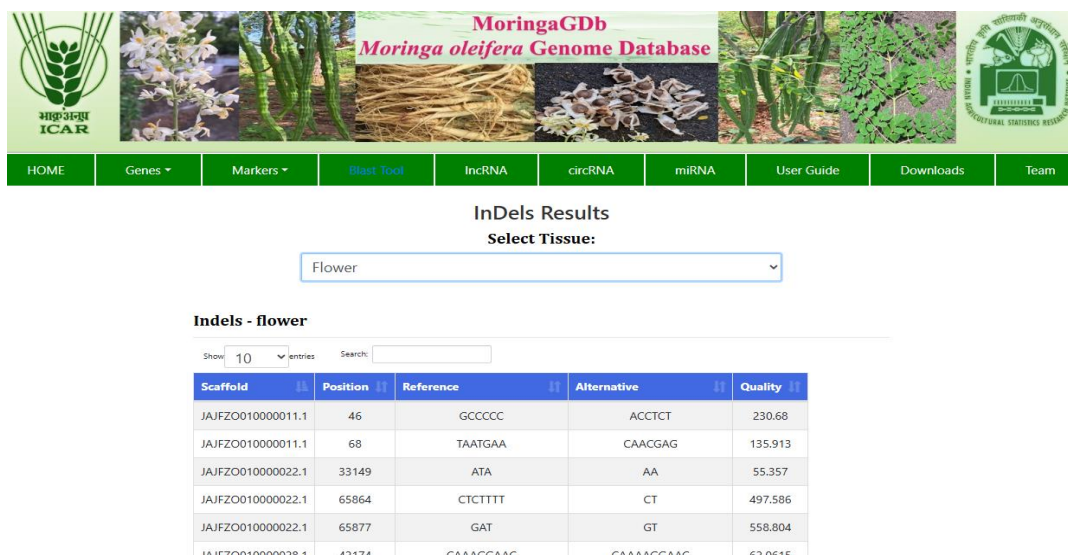 MoringaGDb
Moringa oleifera Genome Database
भाकृअनुप
ICAR
HOME Genes Markers Blast Tool lncRNA circRNA miRNA User Guide Downloads Team
InDels Results
Select Tissue:
Flower
Indels - flower
Show 10 entries Search:
Scaffold Position Reference Alternative Quality
JAJFZO010000011.1 46 GCCCCC ACCTCT 230.68
JAJFZO010000011.1 68 TAATGAA CAACGAG 135.913
JAJFZO010000022.1 33149 ATA AA 55.357
JAJFZO010000022.1 65864 CTCTTTT CT 497.586
JAJFZO010000022.1 65877 GAT GT 558.804